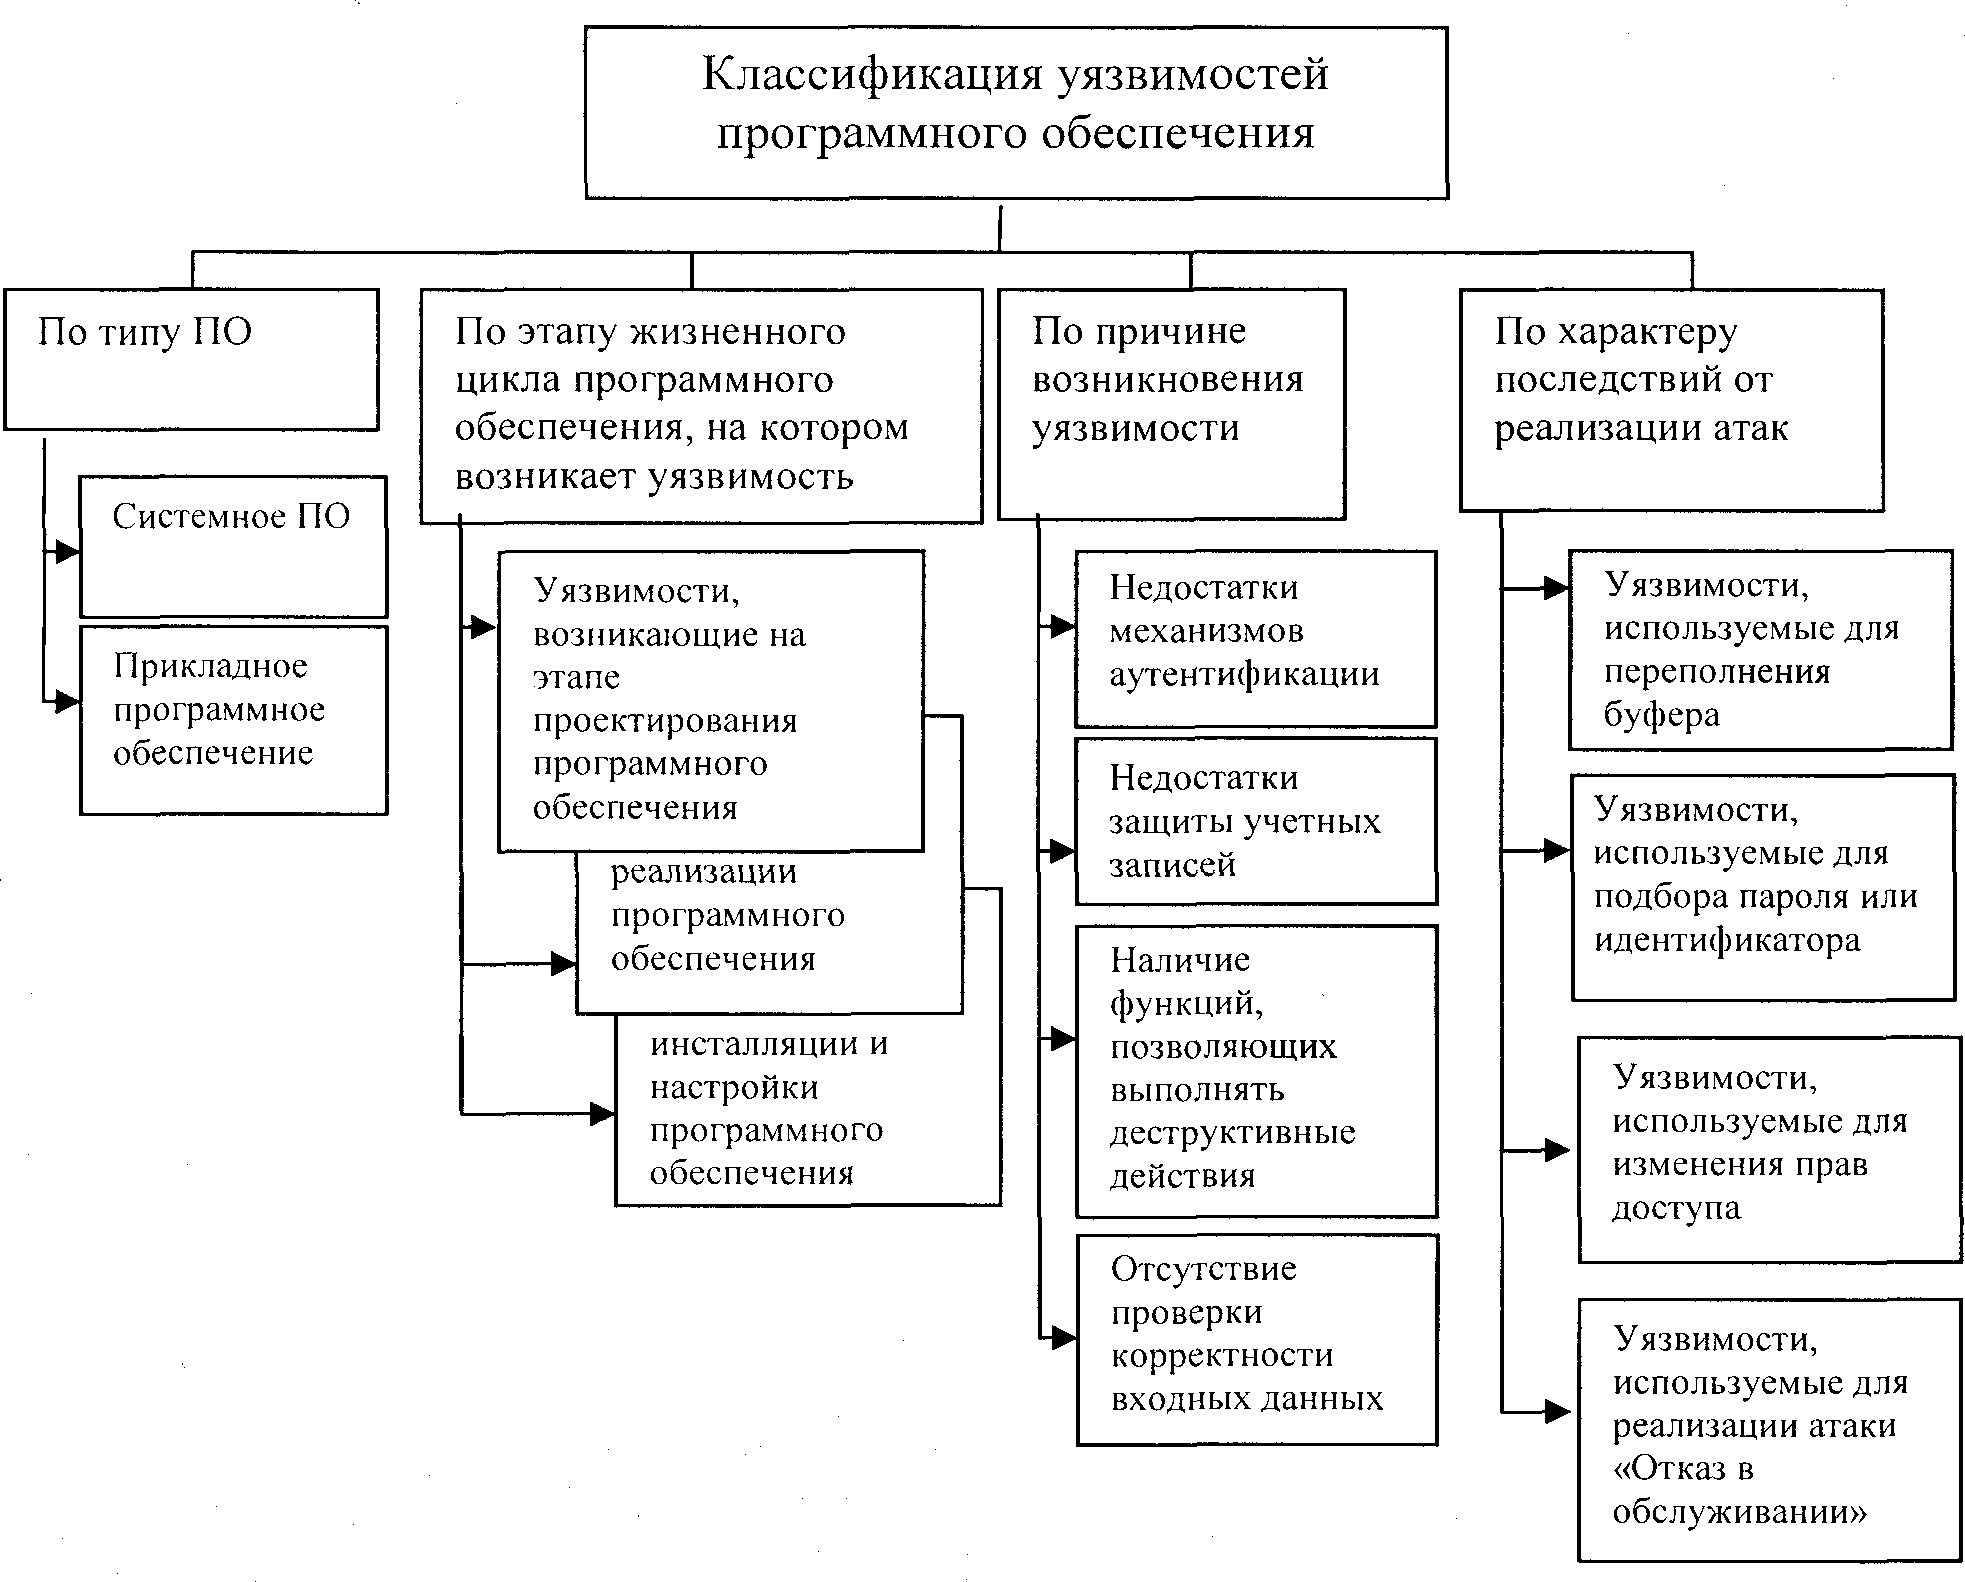 Классификация уязвимостей
программного обеспечения
По типу ПО
Системное ПО
Прикладное
программное
обеспечение
По этапу жизненного
цикла программного
обеспечения, на котором
возникает уязвимость
Уязвимости,
возникающие на
этапе
проектирования
программного
обеспечения
реализации
программного
обеспечения
инсталляции и
настройки
программного
обеспечения
По причине
возникновения
уязвимости
Недостатки
механизмов
аутентификации
Недостатки
защиты учетных
записей
Наличие
функций,
позволяющих
выполнять
деструктивные
действия
Отсутствие
проверки
корректности
входных данных
По характеру
последствий от
реализации атак
Уязвимости,
используемые для
переполнения
буфера
Уязвимости,
используемые для
подбора пароля или
идентификатора
Уязвимости,
используемые для
изменения прав
доступа
Уязвимости,
используемые для
реализации атаки
«Отказ в
обслуживании»